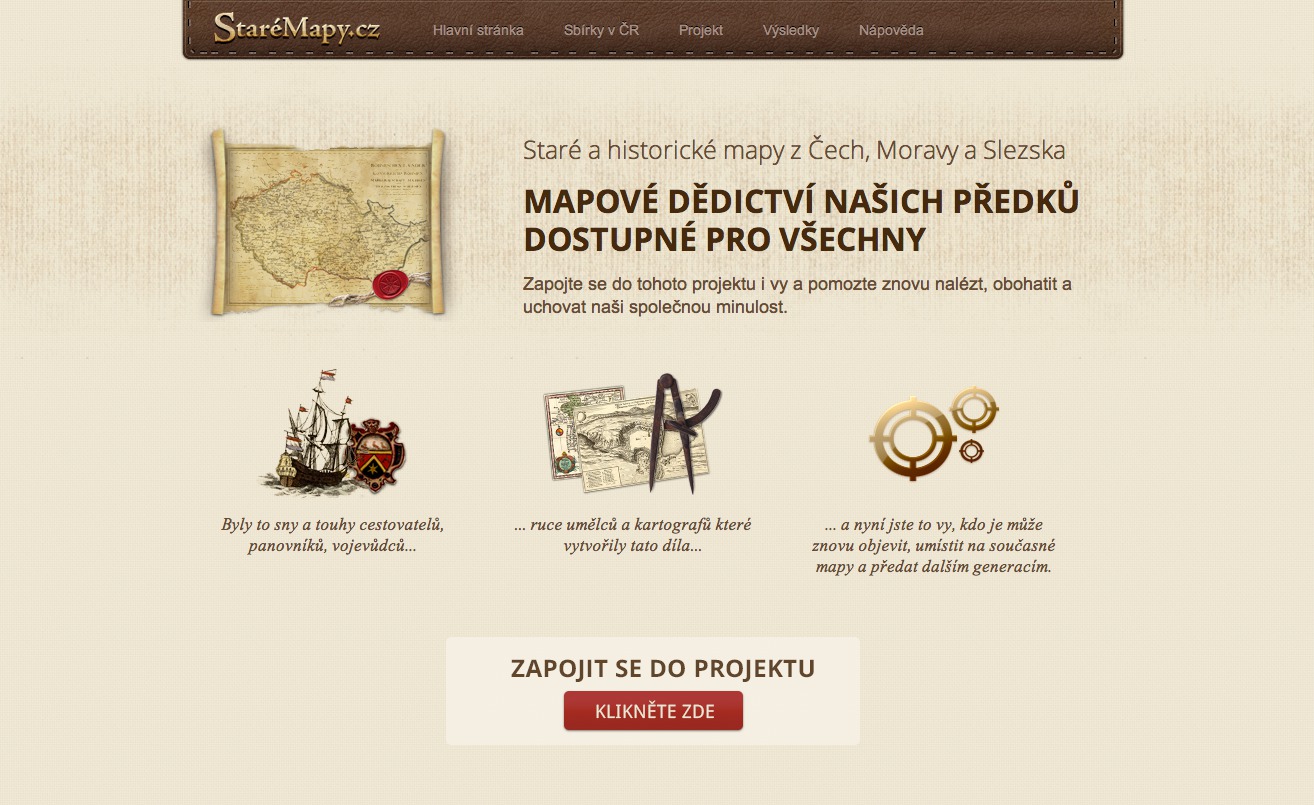 StaréMapy.cz
Hlavní stránka
Sbírky v ČR
Projekt
Výsledky
Nápověda
Staré a historické mapy z Čech, Moravy a Slezska
MAPOVÉ DĚDICTVÍ NAŠICH PŘEDKŮ
DOSTUPNÉ PRO VŠECHNY
Zapojte se do tohoto projektu i vy a pomozte znovu nalézt, obohatit a
uchovat naši společnou minulost.
Byly to sny a touhy cestovatelů,
panovníků, vojevůdců...
... ruce umělců a kartografů které
vytvořily tato díla...
... a nyní jste to vy, kdo je může
znovu objevit, umístit na současné
mapy a předat dalším generacím.
ZAPOJIT SE DO PROJEKTU
KLIKNĚTE ZDE